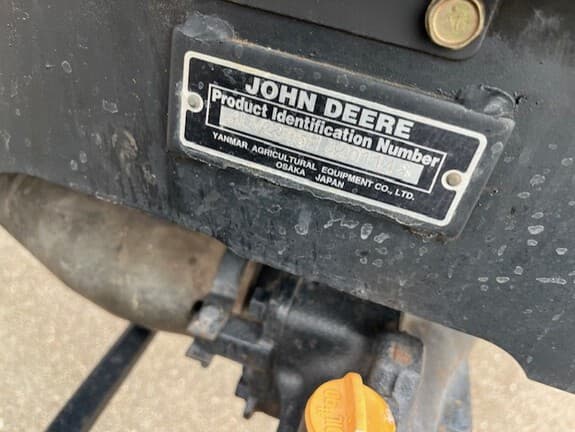 JOHN DEERE
Product Identification Number
YANMAR AGRICULTURAL EQUIPMENT CO., LTD.
OSAKA JAPAN